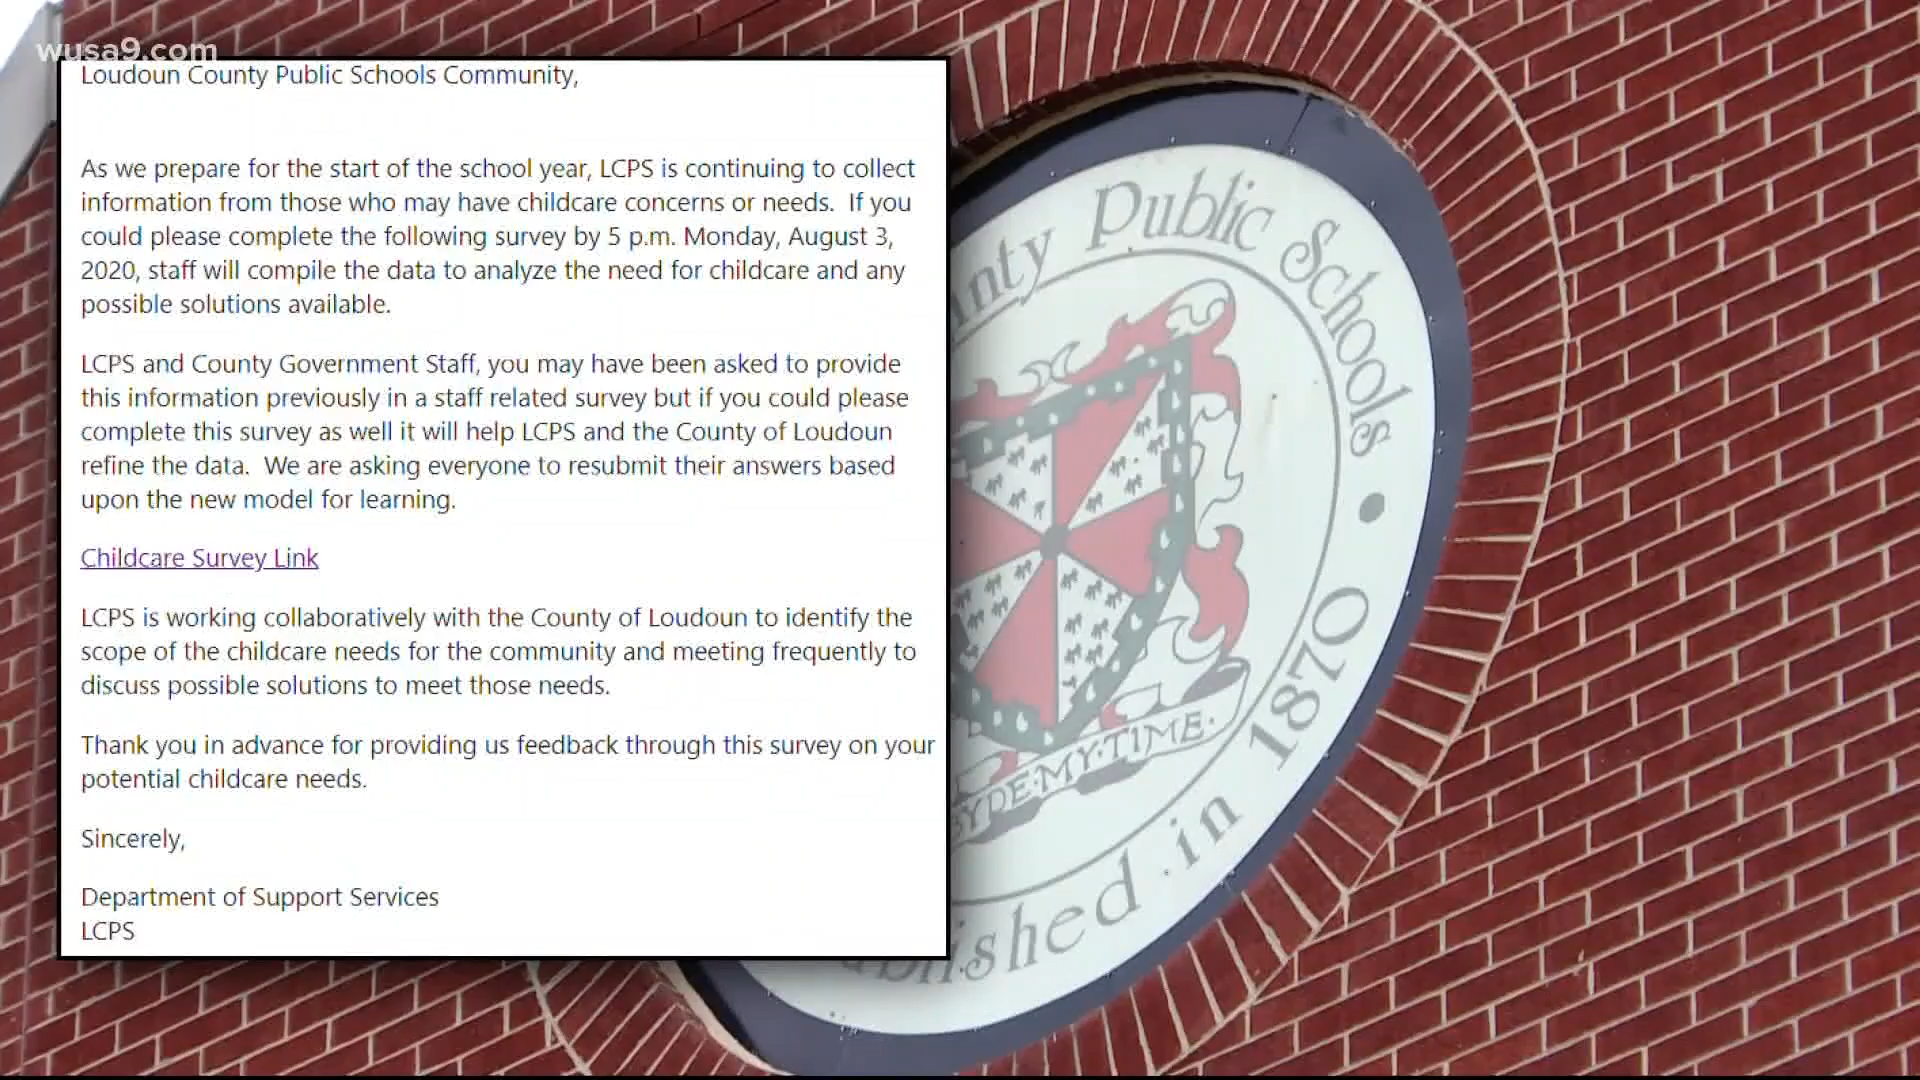 wusa9.com
Loudoun County Public Schools Community,
As we prepare for the start of the school year, LCPS is continuing to collect
information from those who may have childcare concerns or needs.  If you
could please complete the following survey by 5 p.m. Monday, August 3,
2020, staff will compile the data to analyze the need for childcare and any
possible solutions available.
LCPS and County Government Staff, you may have been asked to provide
this information previously in a staff related survey but if you could please
complete this survey as well it will help LCPS and the County of Loudoun
refine the data.  We are asking everyone to resubmit their answers based
upon the new model for learning.
Childcare Survey Link
LCPS is working collaboratively with the County of Loudoun to identify the
scope of the childcare needs for the community and meeting frequently to
discuss possible solutions to meet those needs.
Thank you in advance for providing us feedback through this survey on your
potential childcare needs.
Sincerely,
Department of Support Services
LCPS
Public Schools
BYDE·MY·TIME·
in 1870